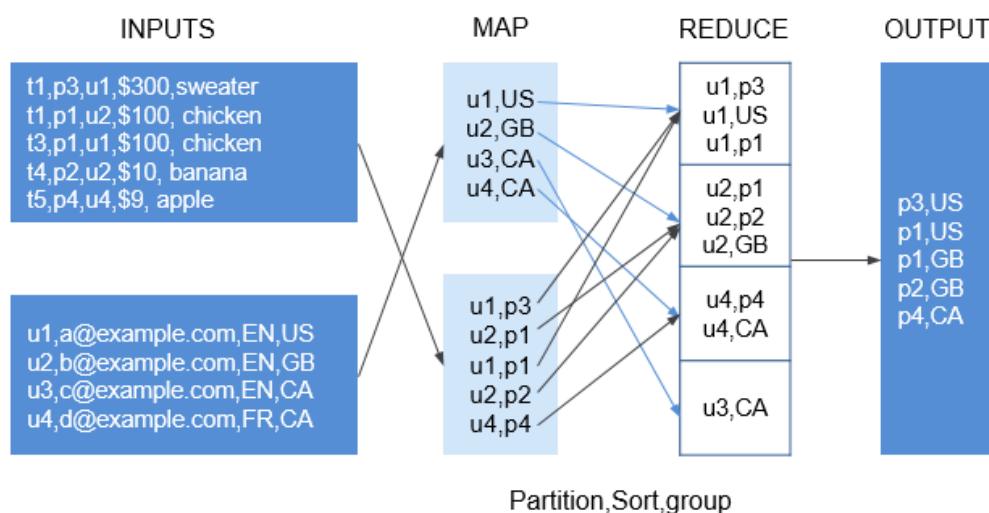 INPUTS
MAP
REDUCE
OUTPUT
t1,p3,u1,$300,sweater
t1,p1,u2,$100, chicken
t3,p1,u1,$100, chicken
t4,p2,u2,$10, banana
t5,p4,u4,$9, apple
u1,a@example.com,EN,US
u2,b@example.com,EN,GB
u3,c@example.com,EN,CA
u4,d@example.com,FR,CA
u1,US
u2,GB
u3,CA
u4,CA
u1,p3
u2,p1
u1,p1
u2,p2
u4,p4
u1,p3
u1,US
u1,p1
u2,p1
u2,p2
u2,GB
u4,p4
u4,CA
u3,CA
p3,US
p1,US
p1,GB
p2,GB
p4,CA
Partition,Sort,group